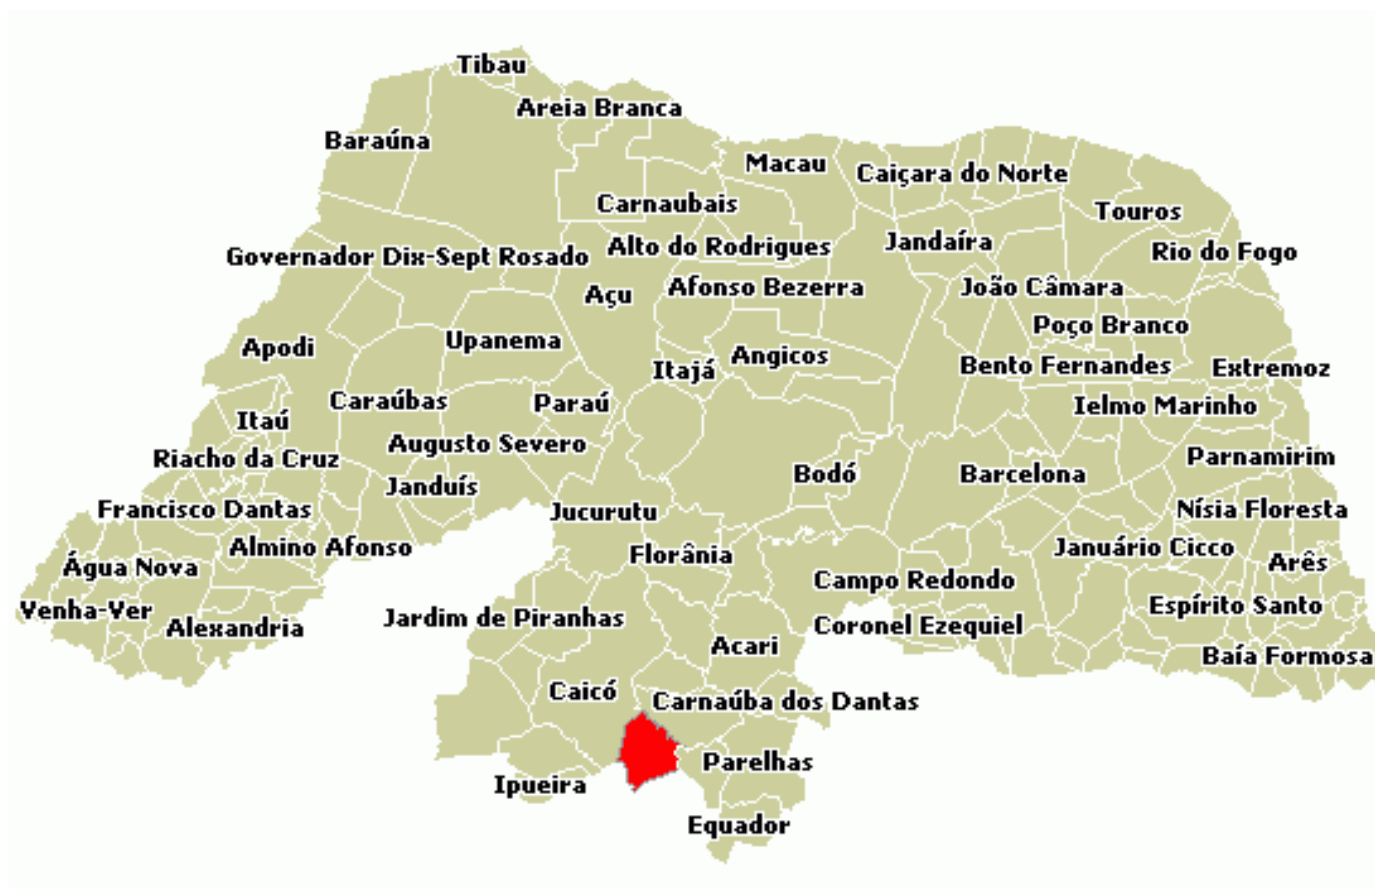 Tibau
Areia Branca
Baraúna
Macau
Caiçara do Norte
Carnaubais
Touros
Governador Dix-Sept Rosado
Alto do Rodrigues
Jandaíra
Rio do Fogo
Açu
Afonso Bezerra
João Câmara
Poço Branco
Apodi
Upanema
Itajá
Angicos
Bento Fernandes
Extremoz
Caraúbas
Paraú
Ielmo Marinho
Itaú
Augusto Severo
Riacho da Cruz
Parnamirim
Janduís
Bodó
Barcelona
Francisco Dantas
Jucurutu
Nísia Floresta
Almino Afonso
Florânia
Januário Cicco
Arês
Água Nova
Campo Redondo
Venha-Ver
Alexandria
Jardim de Piranhas
Coronel Ezequiel
Espírito Santo
Acari
Baía Formosa
Caicó
Carnaúba dos Dantas
Parelhas
Ipueira
Equador